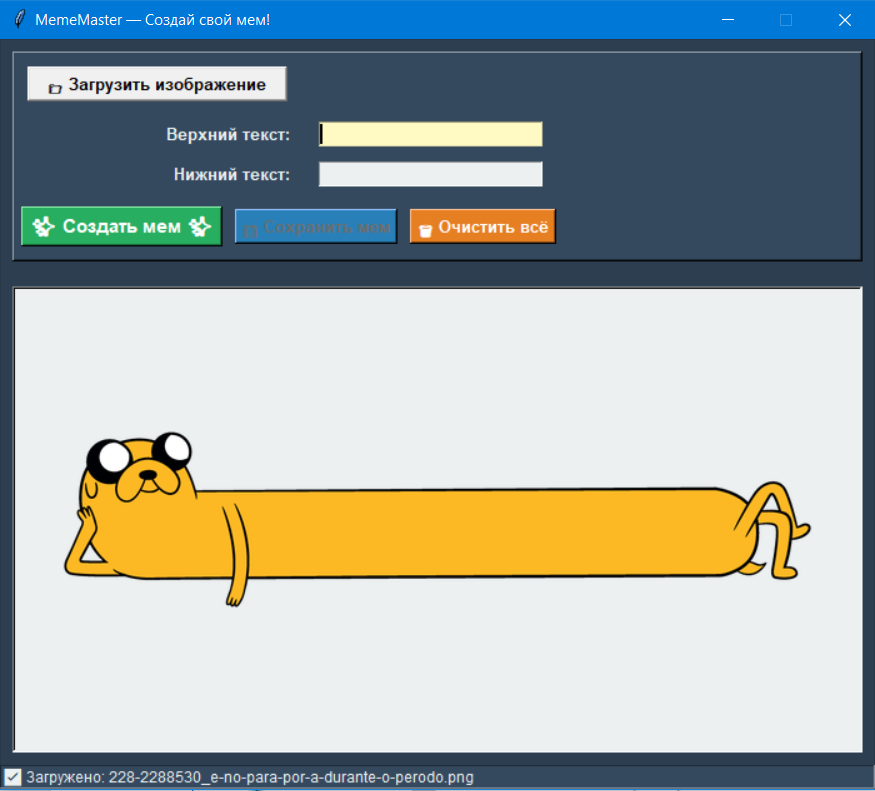 MemeMaster — Создай свой мем!
Загрузить изображение
Верхний текст:
Нижний текст:
Создать мем
Сохранить мем
Очистить всё
Загружено: 228-2288530_e-no-para-por-a-durante-o-perodo.png